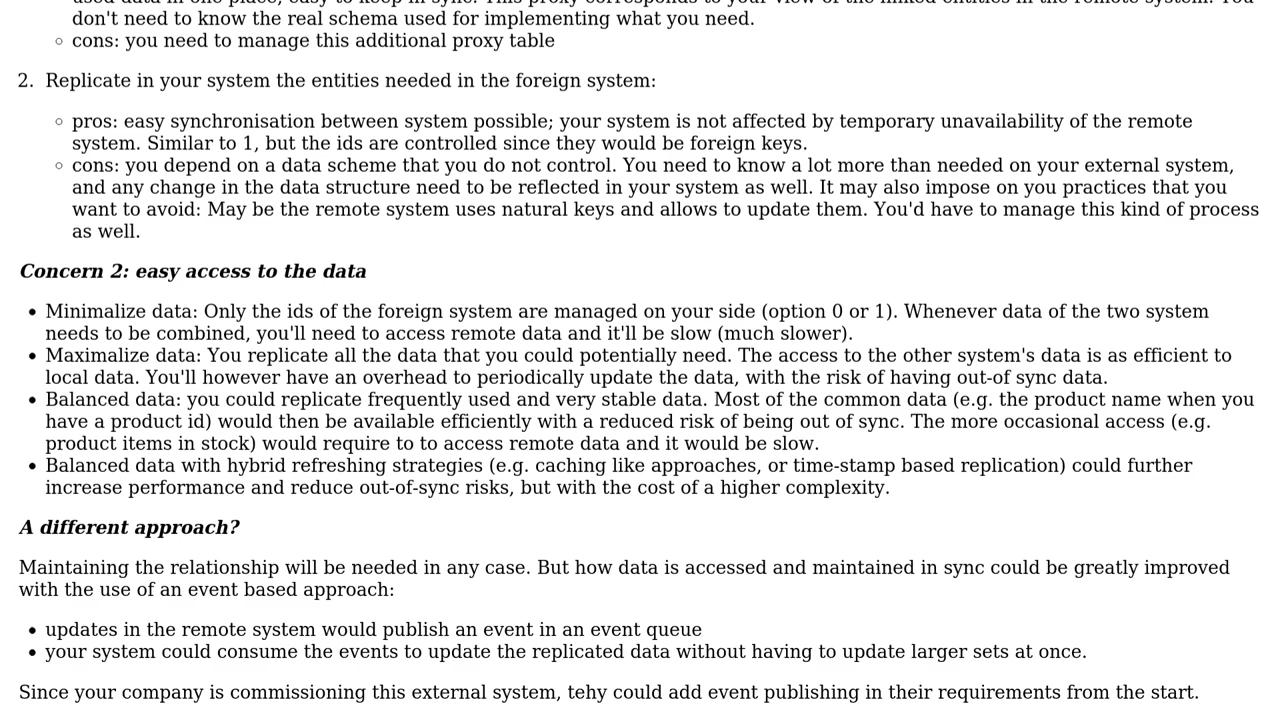 don't need to know the real schema used for implementing what you need.
◦ cons: you need to manage this additional proxy table
2. Replicate in your system the entities needed in the foreign system:
◦ pros: easy synchronisation between system possible; your system is not affected by temporary unavailability of the remote
system. Similar to 1, but the ids are controlled since they would be foreign keys.
◦ cons: you depend on a data scheme that you do not control. You need to know a lot more than needed on your external system,
and any change in the data structure need to be reflected in your system as well. It may also impose on you practices that you
want to avoid: May be the remote system uses natural keys and allows to update them. You'd have to manage this kind of process
as well.
Concern 2: easy access to the data
• Minimalize data: Only the ids of the foreign system are managed on your side (option 0 or 1). Whenever data of the two system
needs to be combined, you'll need to access remote data and it'll be slow (much slower).
• Maximalize data: You replicate all the data that you could potentially need. The access to the other system's data is as efficient to
local data. You'll however have an overhead to periodically update the data, with the risk of having out-of sync data.
• Balanced data: you could replicate frequently used and very stable data. Most of the common data (e.g. the product name when you
have a product id) would then be available efficiently with a reduced risk of being out of sync. The more occasional access (e.g.
product items in stock) would require to to access remote data and it would be slow.
• Balanced data with hybrid refreshing strategies (e.g. caching like approaches, or time-stamp based replication) could further
increase performance and reduce out-of-sync risks, but with the cost of a higher complexity.
A different approach?
Maintaining the relationship will be needed in any case. But how data is accessed and maintained in sync could be greatly improved
with the use of an event based approach:
• updates in the remote system would publish an event in an event queue
• your system could consume the events to update the replicated data without having to update larger sets at once.
Since your company is commissioning this external system, tehy could add event publishing in their requirements from the start.